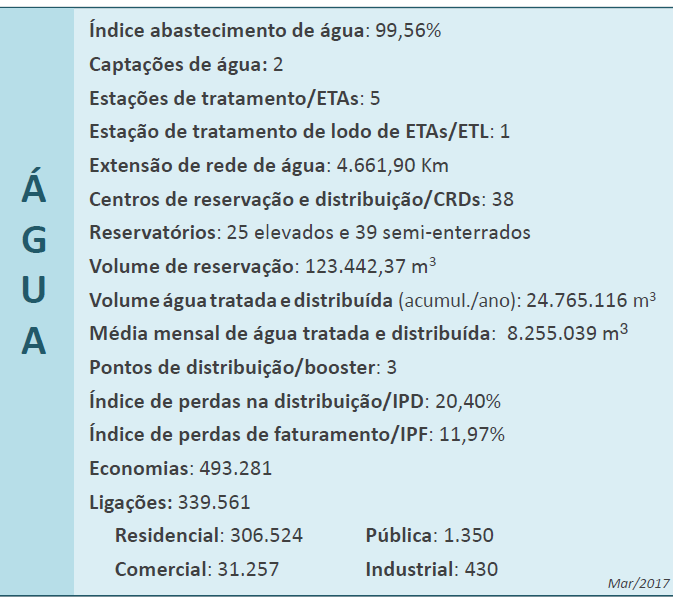 ÁGUA
Índice abastecimento de água: 99,56%
Captações de água: 2
Estações de tratamento/ETAs: 5
Estação de tratamento de lodo de ETAs/ETL: 1
Extensão de rede de água: 4.661,90 Km
Centros de reservação e distribuição/CRDs: 38
Reservatórios: 25 elevados e 39 semi-enterrados
Volume de reservação: 123.442,37 m³
Volume água tratada e distribuída (acumul./ano): 24.765.116 m³
Média mensal de água tratada e distribuída: 8.255.039 m³
Pontos de distribuição/booster: 3
Índice de perdas na distribuição/IPD: 20,40%
Índice de perdas de faturamento/IPF: 11,97%
Economias: 493.281
Ligações: 339.561
Residencial: 306.524 Pública: 1.350
Comercial: 31.257 Industrial: 430
Mar/2017